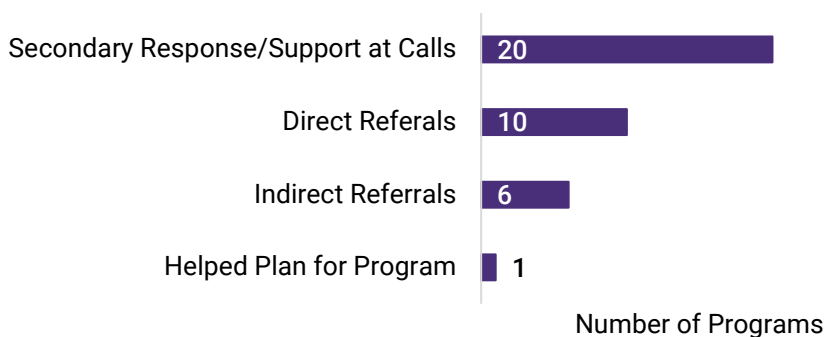 Secondary Response/Support at Calls 20
Direct Referals 10
Indirect Referrals 6
Helped Plan for Program 1
Number of Programs